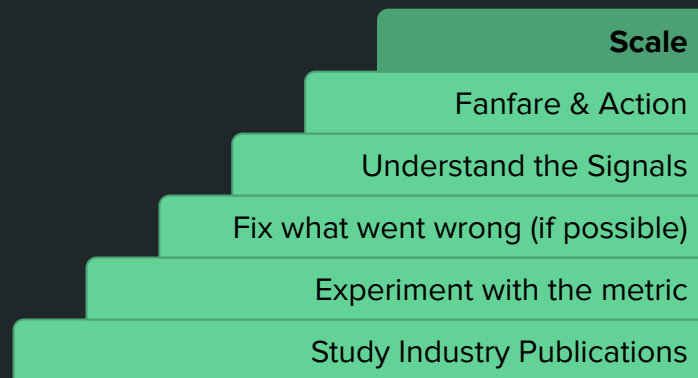 Scale
Fanfare & Action
Understand the Signals
Fix what went wrong (if possible)
Experiment with the metric
Study Industry Publications